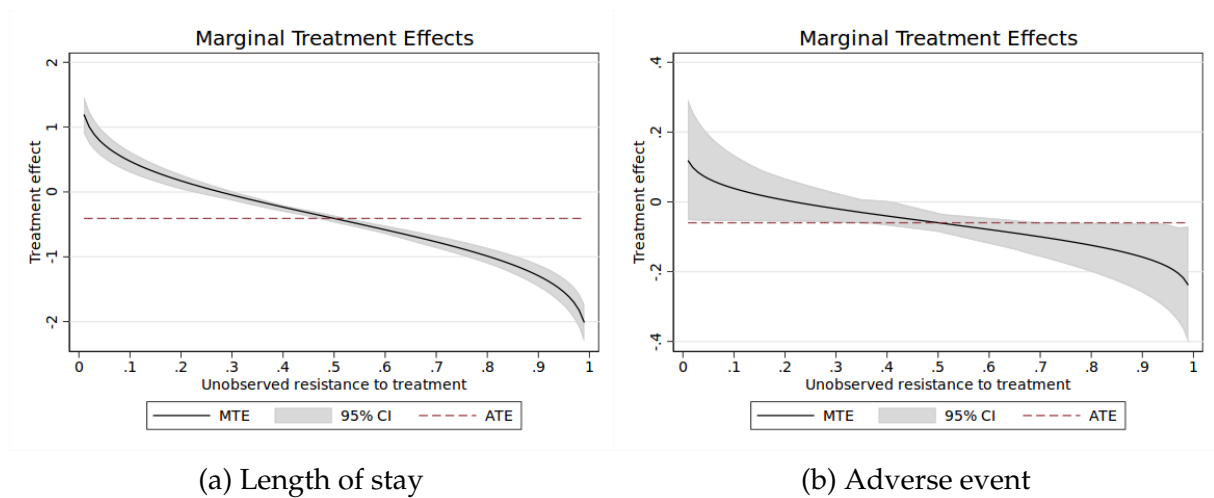 Marginal Treatment Effects
2
1
0
-1
-2
Treatment effect
0 .1 .2 .3 .4 .5 .6 .7 .8 .9 1
Unobserved resistance to treatment
MTE 95% CI ATE
(a) Length of stay
Marginal Treatment Effects
.4
.2
0
-.2
-.4
Treatment effect
0 .1 .2 .3 .4 .5 .6 .7 .8 .9 1
Unobserved resistance to treatment
MTE 95% CI ATE
(b) Adverse event